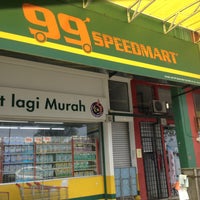 99 SPEEDMART
t lagi Murah